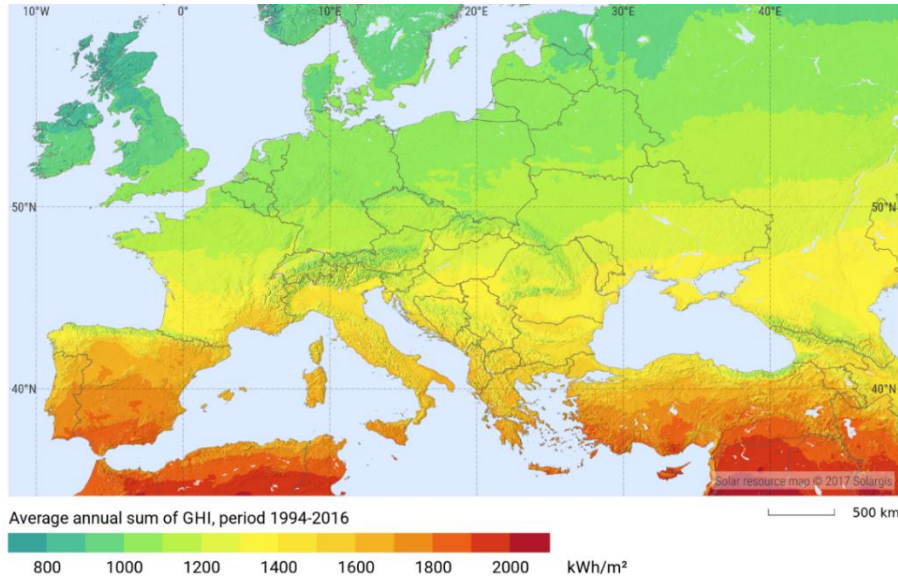 10°W 0° 10°E 20°E 30°E 40°E
50°N 50°N
40°N 40°N
Solar resource map © 2017 Solargis
Average annual sum of GHI, period 1994-2016
500 km
800 1000 1200 1400 1600 1800 2000 kWh/m²